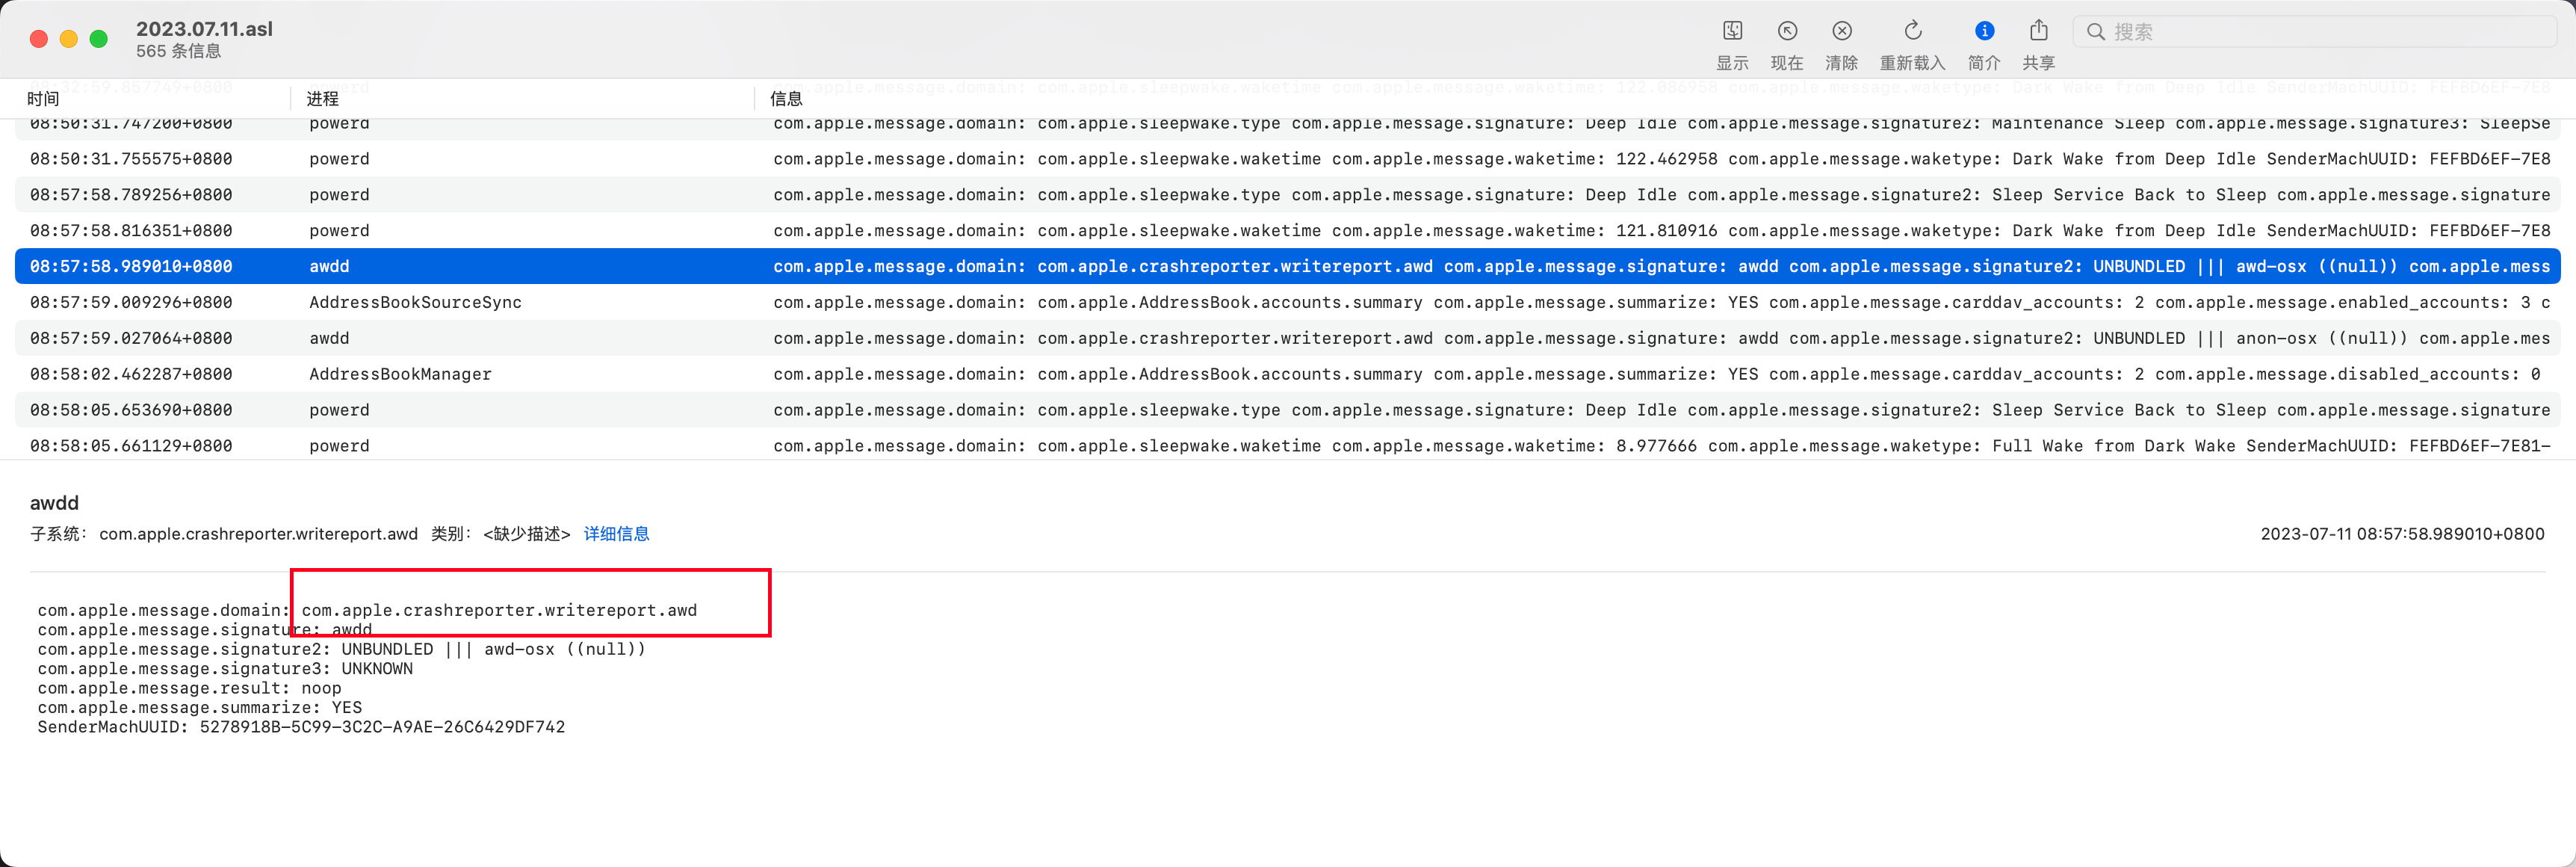 2023.07.11.asl
565 条信息
显示 现在 清除 重新载入 简介 共享 搜索
时间 进程 信息
08:50:31.747200+0800 powerd com.apple.message.domain: com.apple.sleepwake.type com.apple.message.signature: Deep Idle com.apple.message.signature2: Maintenance Sleep com.apple.message.signature3: SleepSe
08:50:31.755575+0800 powerd com.apple.message.domain: com.apple.sleepwake.waketime com.apple.message.waketime: 122.462958 com.apple.message.waketype: Dark Wake from Deep Idle SenderMachUUID: FEFBD6EF-7E8
08:57:58.789256+0800 powerd com.apple.message.domain: com.apple.sleepwake.type com.apple.message.signature: Deep Idle com.apple.message.signature2: Sleep Service Back to Sleep com.apple.message.signature
08:57:58.816351+0800 powerd com.apple.message.domain: com.apple.sleepwake.waketime com.apple.message.waketime: 121.810916 com.apple.message.waketype: Dark Wake from Deep Idle SenderMachUUID: FEFBD6EF-7E8
08:57:58.989010+0800 awdd com.apple.message.domain: com.apple.crashreporter.writereport.awd com.apple.message.signature: awdd com.apple.message.signature2: UNBUNDLED ||| awd-osx ((null)) com.apple.mess
08:57:59.009296+0800 AddressBookSourceSync com.apple.message.domain: com.apple.AddressBook.accounts.summary com.apple.message.summarize: YES com.apple.message.carddav_accounts: 2 com.apple.message.enabled_accounts: 3 c
08:57:59.027064+0800 awdd com.apple.message.domain: com.apple.crashreporter.writereport.awd com.apple.message.signature: awdd com.apple.message.signature2: UNBUNDLED ||| anon-osx ((null)) com.apple.mes
08:58:02.462287+0800 AddressBookManager com.apple.message.domain: com.apple.AddressBook.accounts.summary com.apple.message.summarize: YES com.apple.message.carddav_accounts: 2 com.apple.message.disabled_accounts: 0
08:58:05.653690+0800 powerd com.apple.message.domain: com.apple.sleepwake.type com.apple.message.signature: Deep Idle com.apple.message.signature2: Sleep Service Back to Sleep com.apple.message.signature
08:58:05.661129+0800 powerd com.apple.message.domain: com.apple.sleepwake.waketime com.apple.message.waketime: 8.977666 com.apple.message.waketype: Full Wake from Dark Wake SenderMachUUID: FEFBD6EF-7E81-
awdd
子系统： com.apple.crashreporter.writereport.awd 类别： <缺少描述> 详细信息 2023-07-11 08:57:58.989010+0800
com.apple.message.domain: com.apple.crashreporter.writereport.awd
com.apple.message.signature: awdd
com.apple.message.signature2: UNBUNDLED ||| awd-osx ((null))
com.apple.message.signature3: UNKNOWN
com.apple.message.result: noop
com.apple.message.summarize: YES
SenderMachUUID: 5278918B-5C99-3C2C-A9AE-26C6429DF742